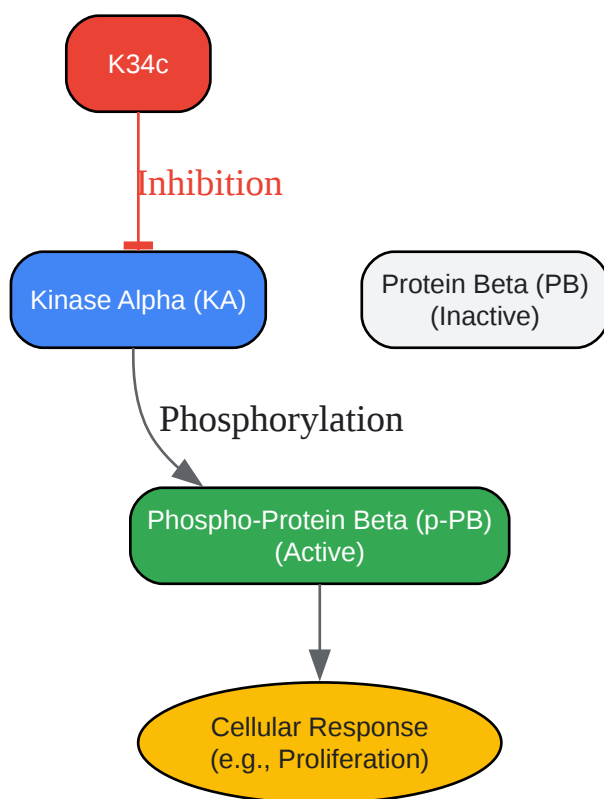 K34c
Inhibition
Kinase Alpha (KA)
Protein Beta (PB)
(Inactive)
Phosphorylation
Phospho-Protein Beta (p-PB)
(Active)
Cellular Response
(e.g., Proliferation)